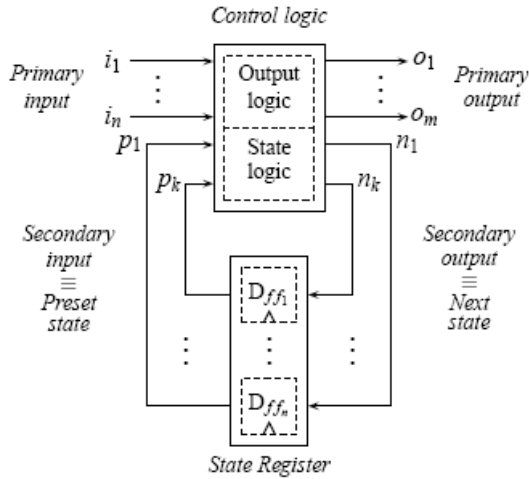 Control logic
i1
o1
Primary
input
Output
logic
Primary
output
in
om
p1
n1
State
logic
pk
nk
Secondary
input
≡
Preset
state
Secondary
output
≡
Next
state
Dff1
Dffn
State Register